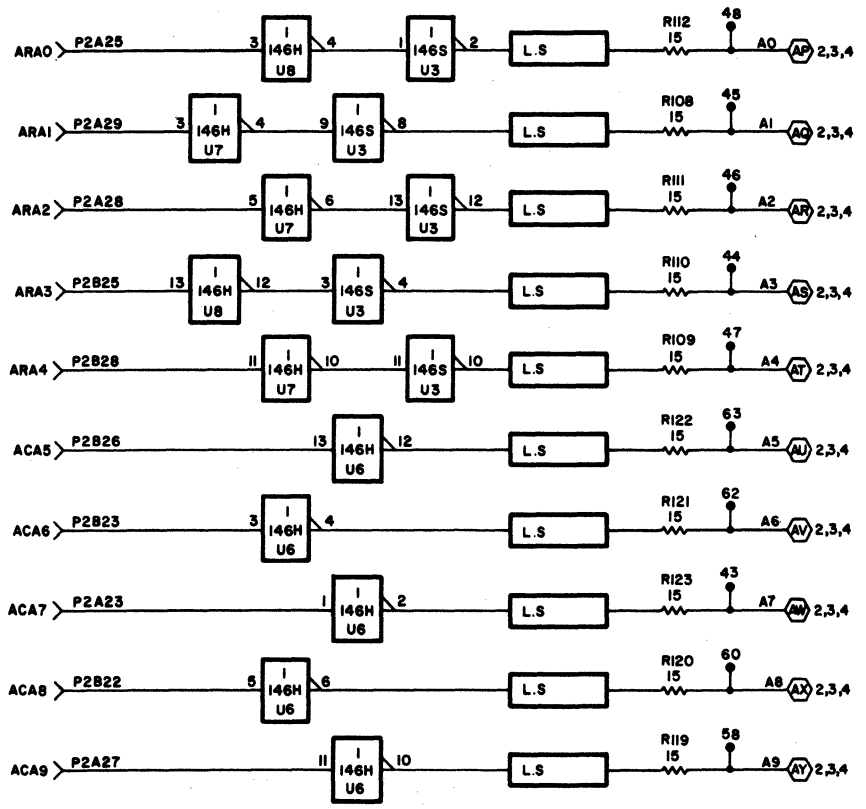 ARA0 P2A25 3 1 146H U8 4 1 1 146S U3 2 L.S R112 15 48 A0 AP 2,3,4
ARA1 P2A29 3 1 146H U7 4 9 1 146S U3 8 L.S R108 15 45 A1 AQ 2,3,4
ARA2 P2A28 5 1 146H U7 6 13 1 146S U3 12 L.S R111 15 46 A2 AR 2,3,4
ARA3 P2B25 13 1 146H U8 12 3 1 146S U3 4 L.S R110 15 44 A3 AS 2,3,4
ARA4 P2B28 11 1 146H U7 10 11 1 146S U3 10 L.S R109 15 47 A4 AT 2,3,4
ACA5 P2B26 13 1 146H U6 12 L.S R122 15 63 A5 AU 2,3,4
ACA6 P2B23 3 1 146H U6 4 L.S R121 15 62 A6 AV 2,3,4
ACA7 P2A23 1 1 146H U6 2 L.S R123 15 43 A7 AW 2,3,4
ACA8 P2B22 5 1 146H U6 6 L.S R120 15 60 A8 AX 2,3,4
ACA9 P2A27 11 1 146H U6 10 L.S R119 15 58 A9 AY 2,3,4